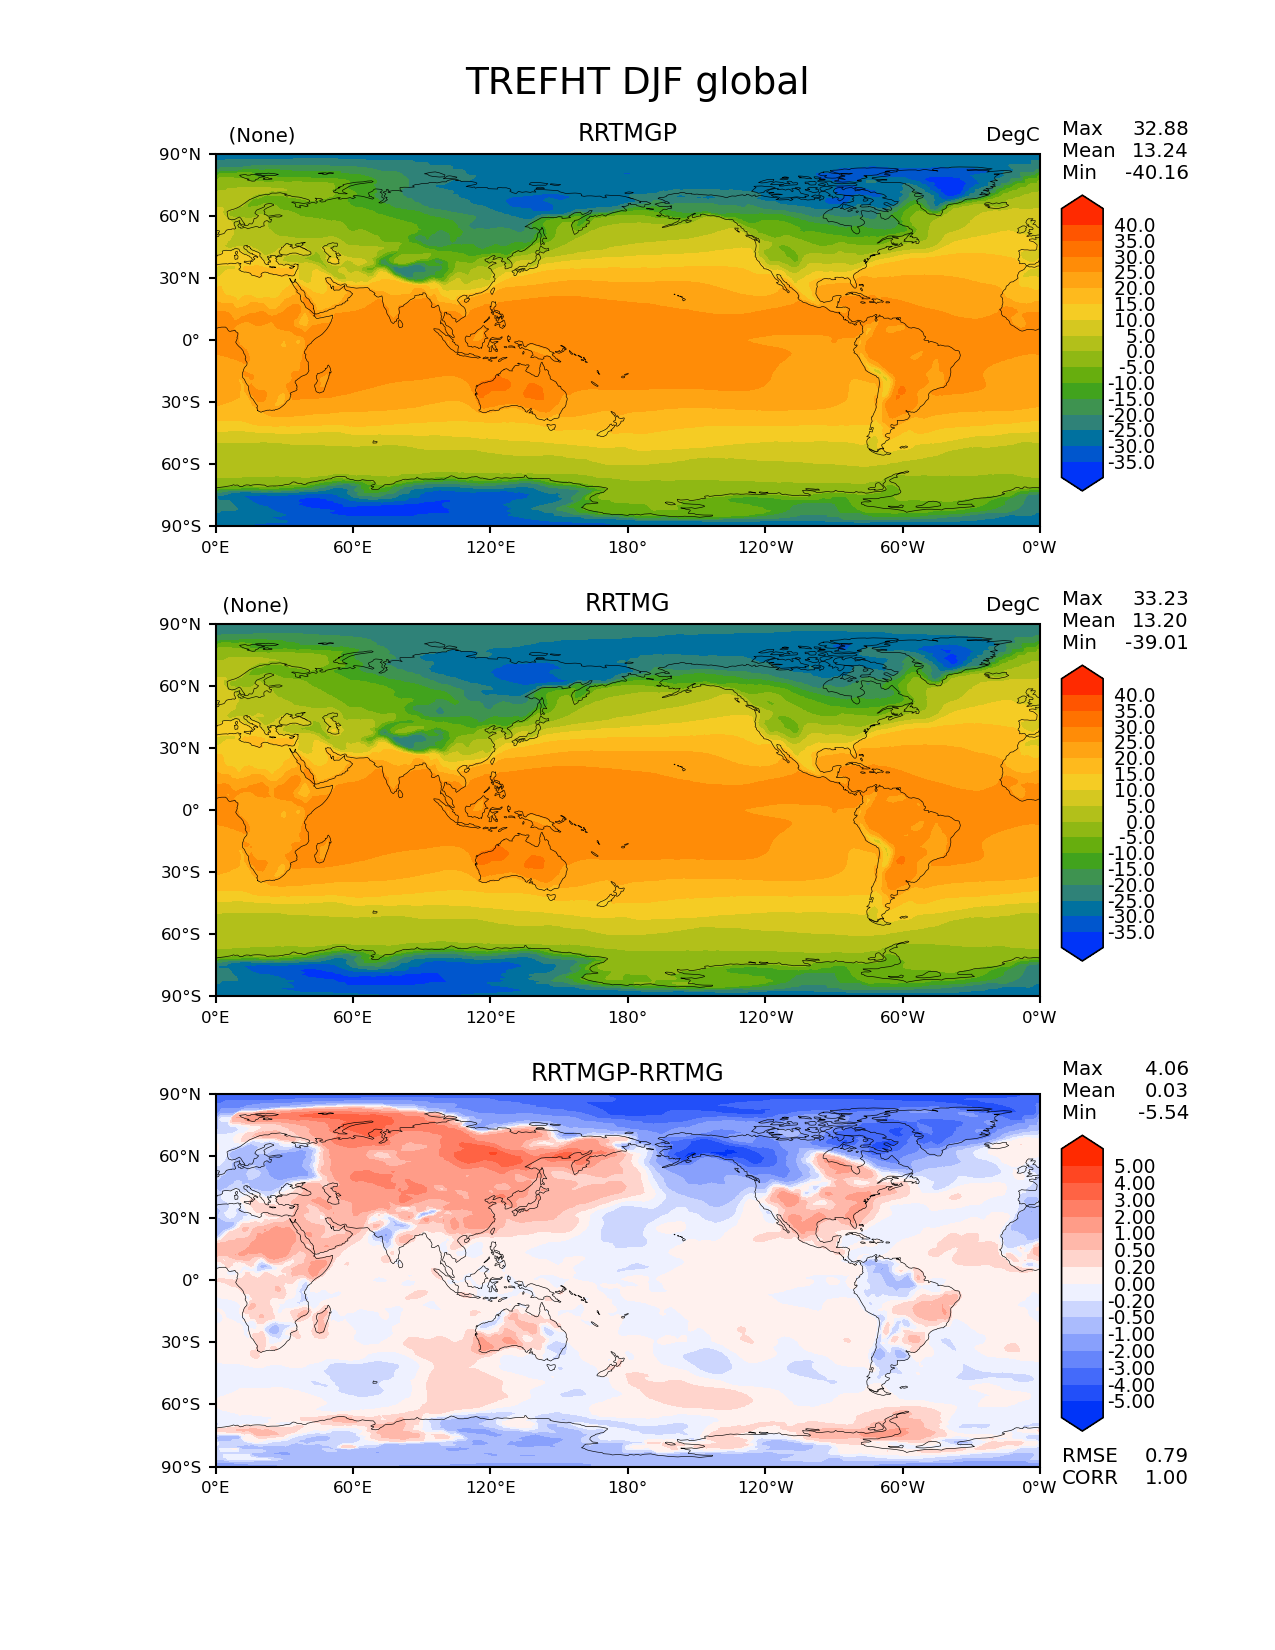 TREFHT DJF global
(None) RRTMGP DegC
Max 32.88
Mean 13.24
Min -40.16
90°N
60°N
30°N
0°
30°S
60°S
90°S
0°E 60°E 120°E 180° 120°W 60°W 0°W
40.0
35.0
30.0
25.0
20.0
15.0
10.0
5.0
0.0
-5.0
-10.0
-15.0
-20.0
-25.0
-30.0
-35.0
(None) RRTMG DegC
Max 33.23
Mean 13.20
Min -39.01
90°N
60°N
30°N
0°
30°S
60°S
90°S
0°E 60°E 120°E 180° 120°W 60°W 0°W
40.0
35.0
30.0
25.0
20.0
15.0
10.0
5.0
0.0
-5.0
-10.0
-15.0
-20.0
-25.0
-30.0
-35.0
RRTMGP-RRTMG
Max 4.06
Mean 0.03
Min -5.54
90°N
60°N
30°N
0°
30°S
60°S
90°S
0°E 60°E 120°E 180° 120°W 60°W 0°W
5.00
4.00
3.00
2.00
1.00
0.50
0.20
0.00
-0.20
-0.50
-1.00
-2.00
-3.00
-4.00
-5.00
RMSE 0.79
CORR 1.00